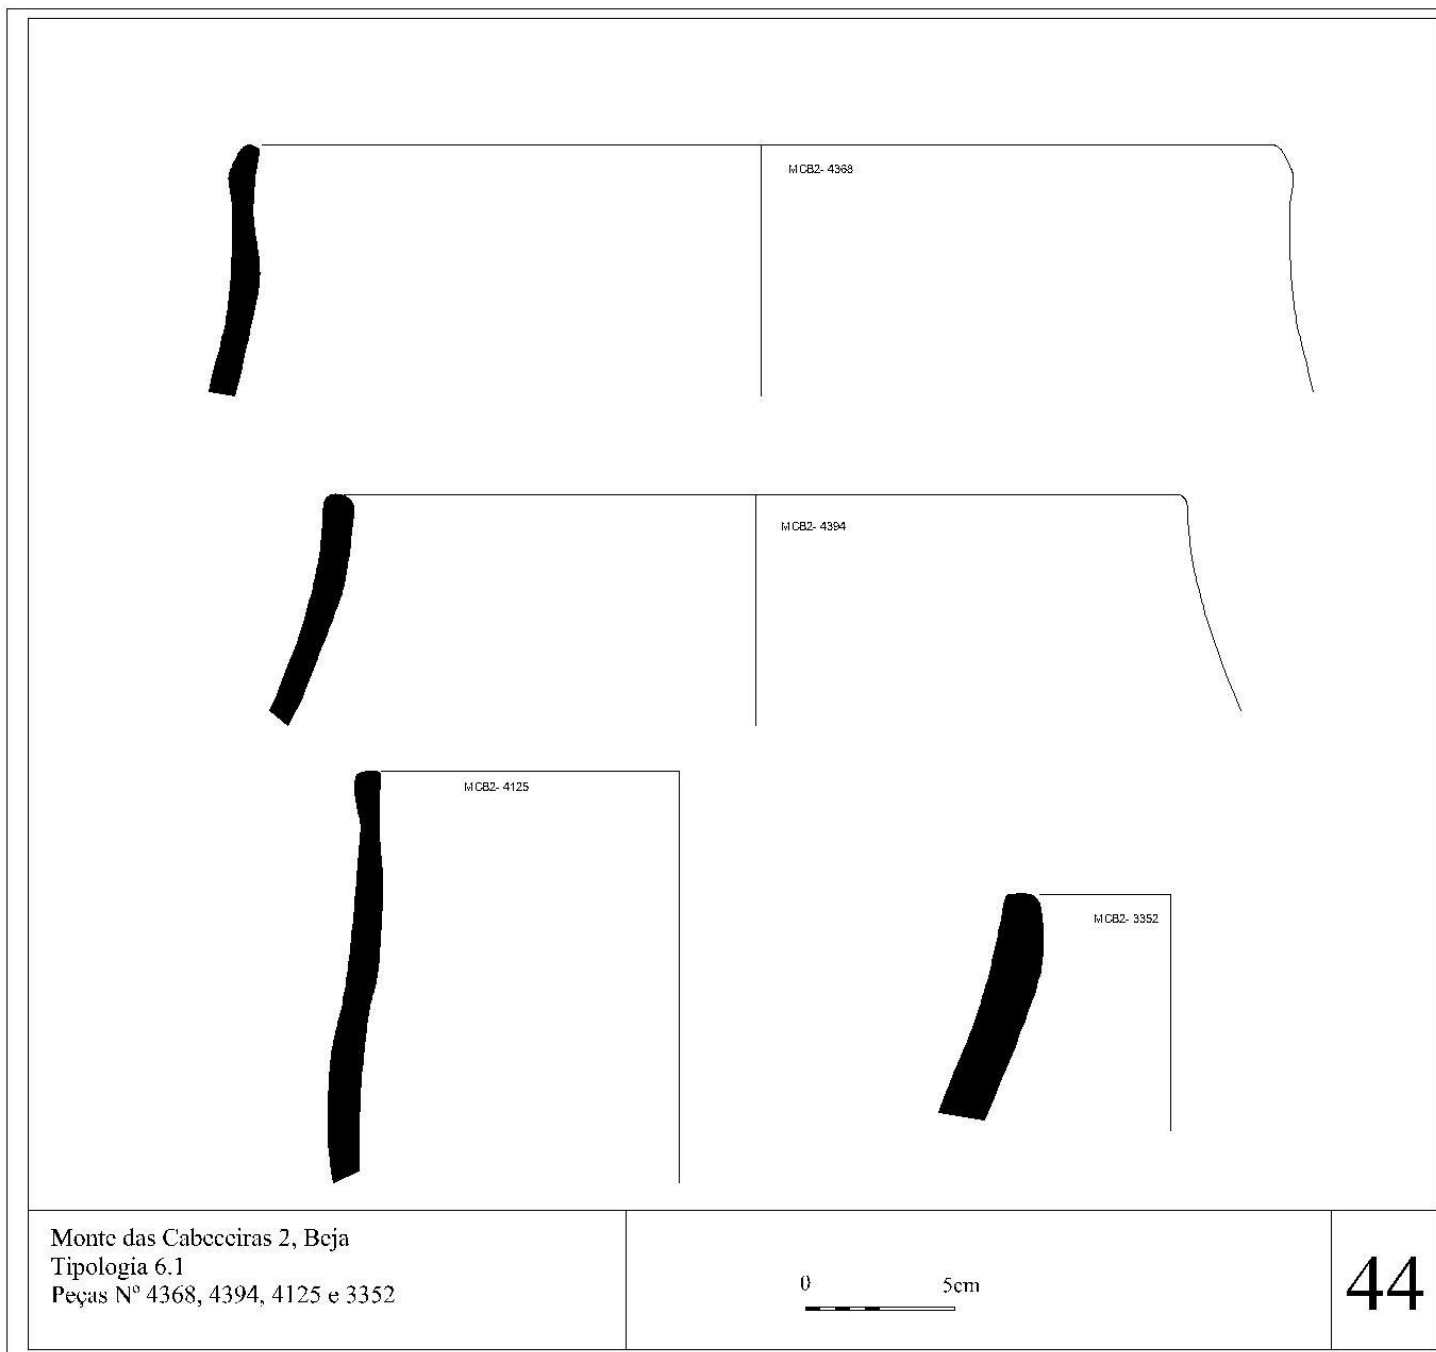 MCB2- 4368
MCB2- 4394
MCB2- 4125
MCB2- 3352
Monte das Cabeceiras 2, Beja
Tipologia 6.1
Peças Nº 4368, 4394, 4125 e 3352
0 5cm
44